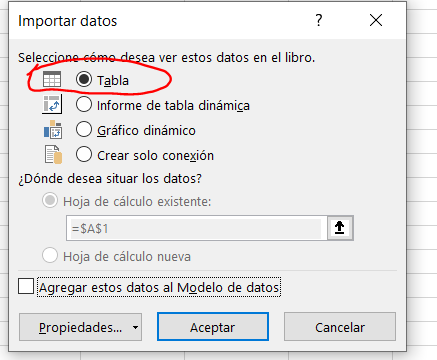 Importar datos
Seleccione cómo desea ver estos datos en el libro.
Tabla
Informe de tabla dinámica
Gráfico dinámico
Crear solo conexión
¿Dónde desea situar los datos?
Hoja de cálculo existente:
=$A$1
Hoja de cálculo nueva
Agregar estos datos al Modelo de datos
Propiedades...
Aceptar
Cancelar